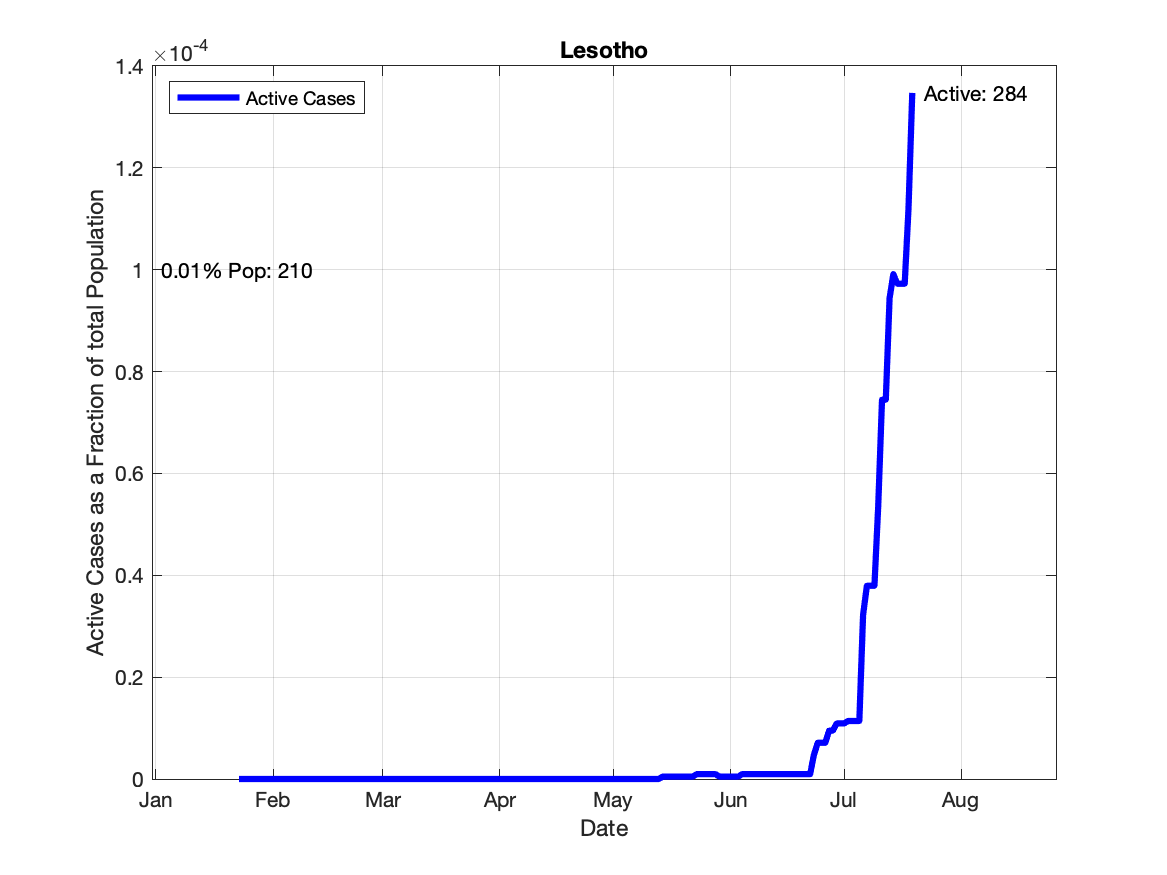 Lesotho
×10-4
1.4
Active Cases
Active: 284
1.2
1
0.01% Pop: 210
0.8
0.6
0.4
0.2
0
Active Cases as a Fraction of total Population
Jan Feb Mar Apr May Jun Jul Aug
Date